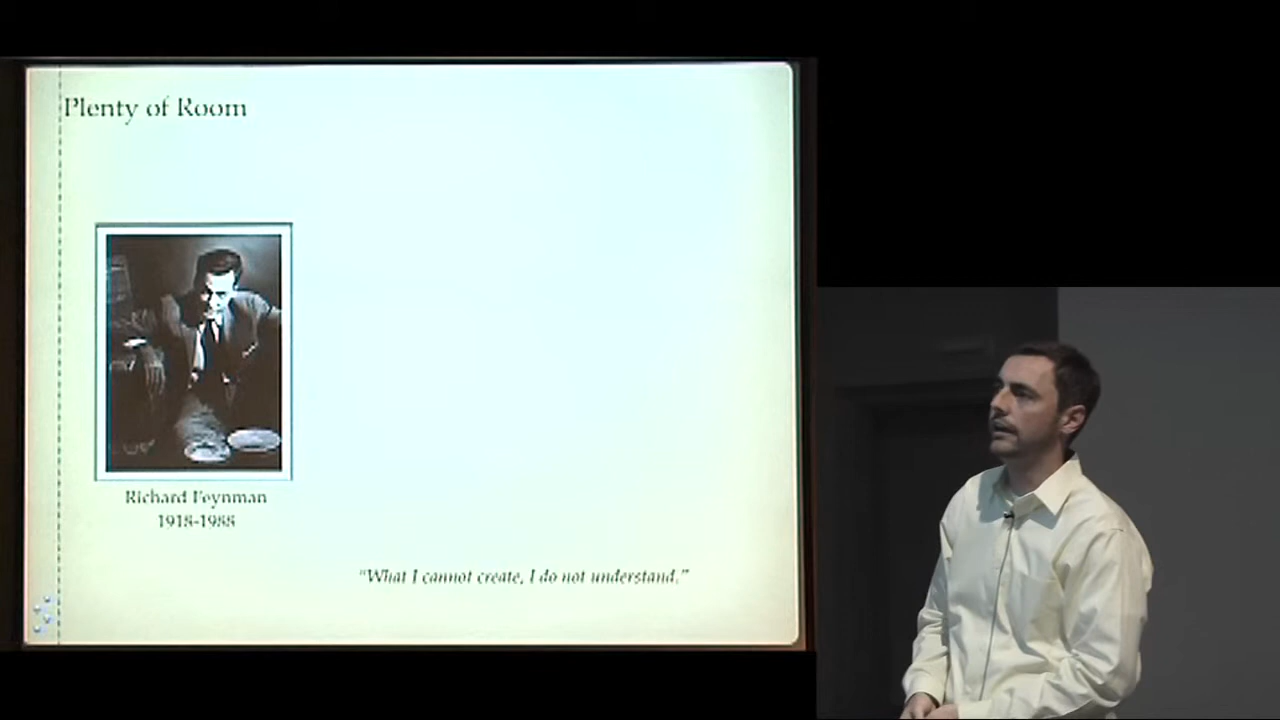 Plenty of Room
Richard Feynman
1918-1988
"What I cannot create, I do not understand."